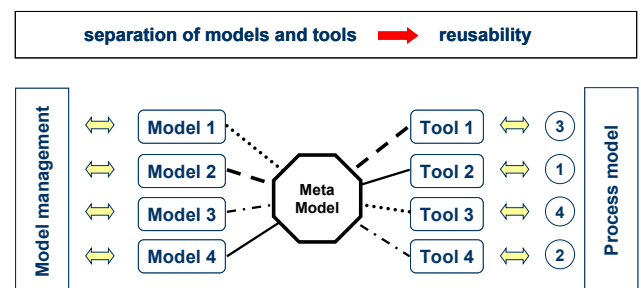 separation of models and tools reusability
Model management
Model 1
Model 2
Model 3
Model 4
Meta
Model
Tool 1
Tool 2
Tool 3
Tool 4
3
1
4
2
Process model